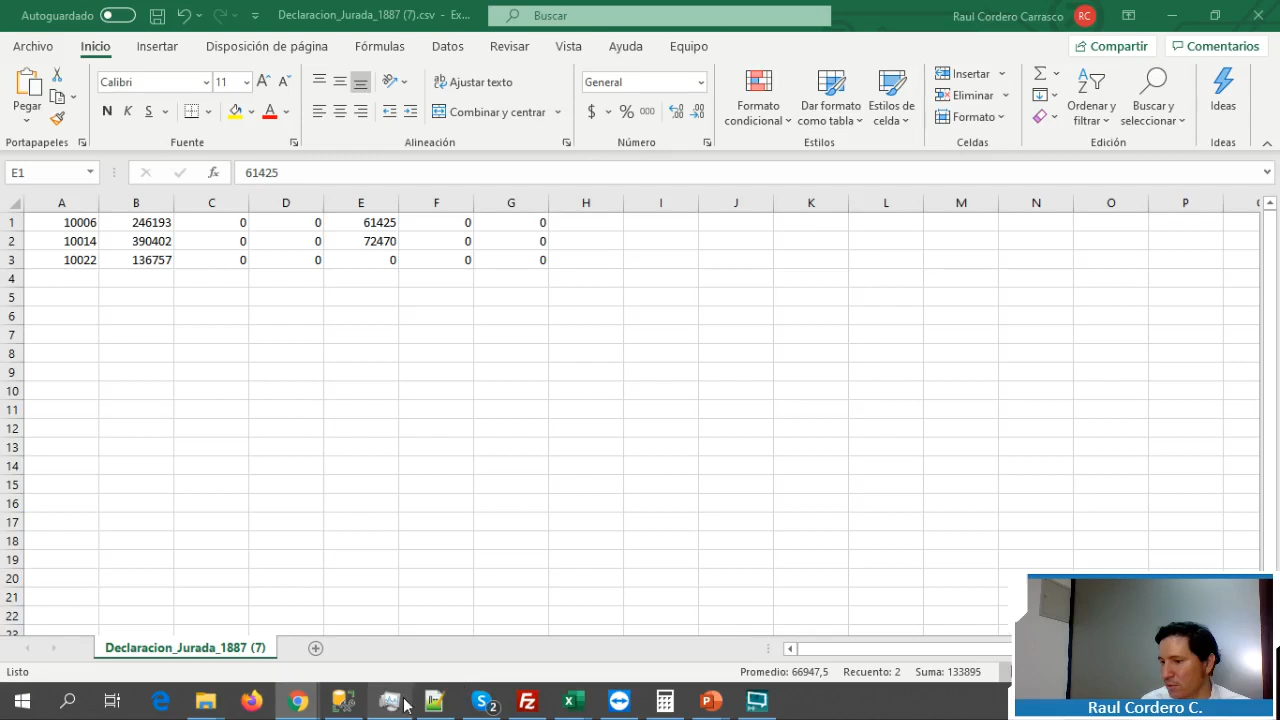 Autoguardado
Declaracion_Jurada_1887 (7).csv - Ex...
Buscar
Raul Cordero Carrasco
RC
Archivo Inicio Insertar Disposición de página Fórmulas Datos Revisar Vista Ayuda Equipo
Compartir
Comentarios
Pegar
Calibri 11
N K S
Ajustar texto
Combinar y centrar
General
$ % 000
Formato condicional
Dar formato como tabla
Estilos de celda
Insertar
Eliminar
Formato
Ordenar y filtrar
Buscar y seleccionar
Ideas
Portapapeles Fuente Alineación Número Estilos Celdas Edición Ideas
E1 fx 61425
A B C D E F G H I J K L M N O P
1 10006 246193 0 0 61425 0 0
2 10014 390402 0 0 72470 0 0
3 10022 136757 0 0 0 0 0
4
5
6
7
8
9
10
11
12
13
14
15
16
17
18
19
20
21
22
23
Declaracion_Jurada_1887 (7)
Listo
Promedio: 66947,5 Recuento: 2 Suma: 133895
2
Raul Cordero C.